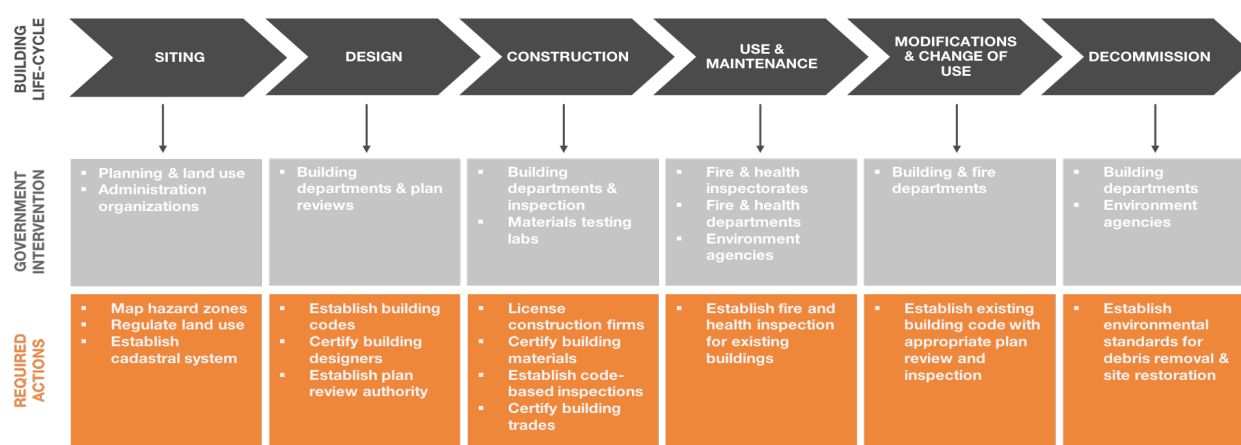 BUILDING
LIFE-CYCLE
SITING
DESIGN
CONSTRUCTION
USE &
MAINTENANCE
MODIFICATIONS
& CHANGE OF
USE
DECOMMISSION
GOVERNMENT
INTERVENTION
▪ Planning & land use
▪ Administration
organizations
▪ Building
departments & plan
reviews
▪ Building
departments &
inspection
▪ Materials testing
labs
▪ Fire & health
inspectorates
▪ Fire & health
departments
▪ Environment
agencies
▪ Building & fire
departments
▪ Building
departments
▪ Environment
agencies
REQUIRED
ACTIONS
▪ Map hazard zones
▪ Regulate land use
▪ Establish
cadastral system
▪ Establish building
codes
▪ Certify building
designers
▪ Establish plan
review authority
▪ License
construction firms
▪ Certify building
materials
▪ Establish code-
based inspections
▪ Certify building
trades
▪ Establish fire and
health inspection
for existing
buildings
▪ Establish existing
building code with
appropriate plan
review and
inspection
▪ Establish
environmental
standards for
debris removal &
site restoration